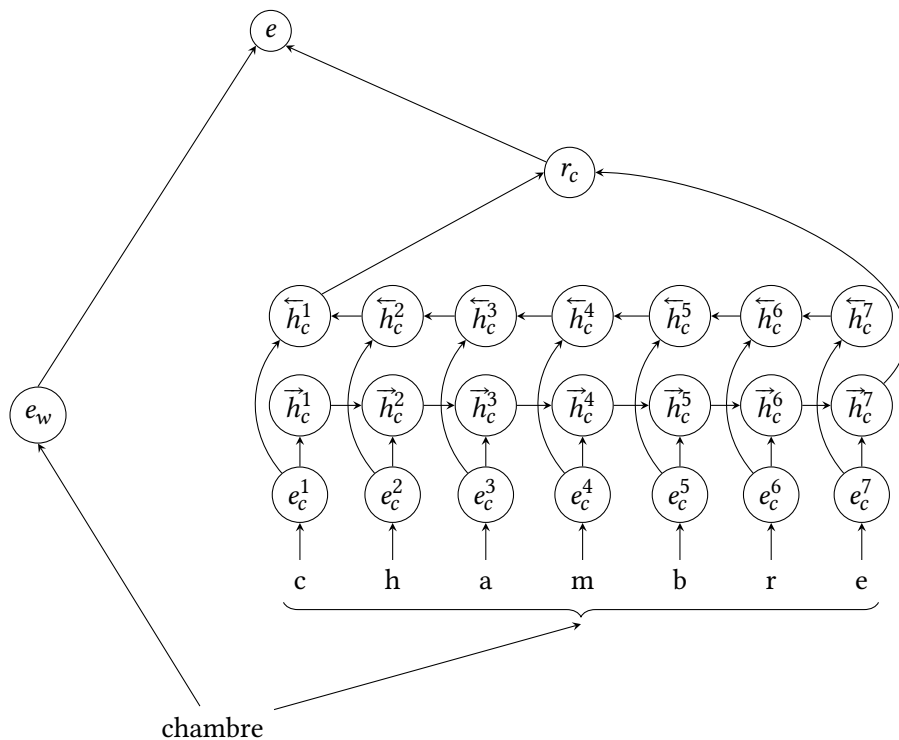 e
r_c
←h_c^1 ←h_c^2 ←h_c^3 ←h_c^4 ←h_c^5 ←h_c^6 ←h_c^7
e_w
→h_c^1 →h_c^2 →h_c^3 →h_c^4 →h_c^5 →h_c^6 →h_c^7
e_c^1 e_c^2 e_c^3 e_c^4 e_c^5 e_c^6 e_c^7
c h a m b r e
chambre